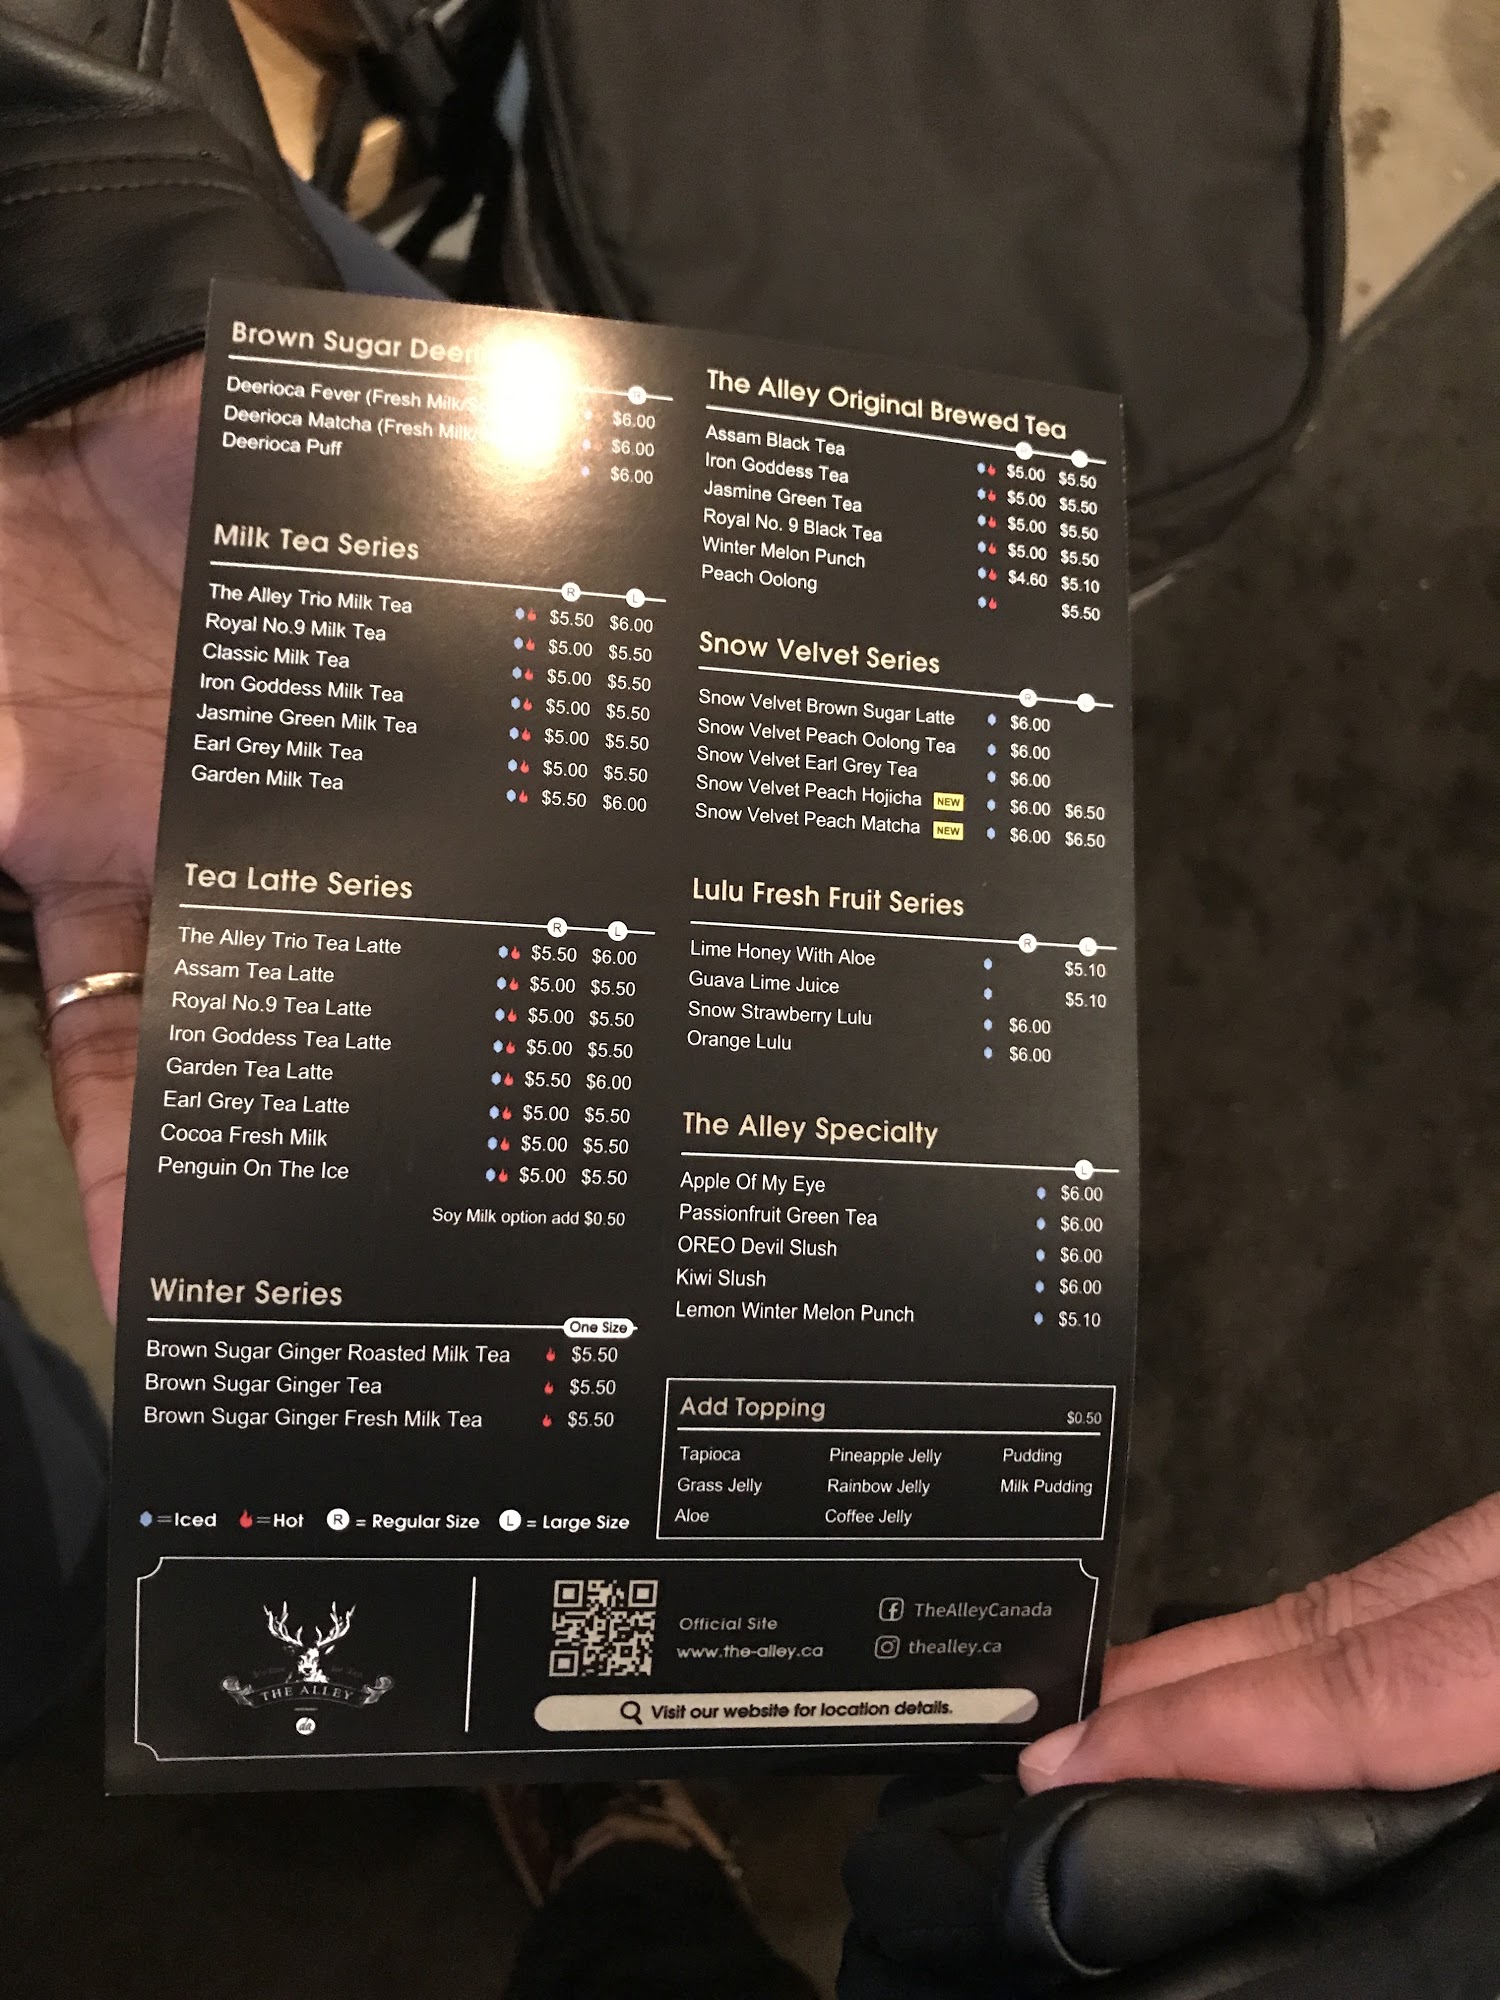 Brown Sugar
R
Deerioca Fever (Fresh Milk/ $6.00
Deerioca Matcha (Fresh Milk/ $6.00
Deerioca Puff $6.00
Milk Tea Series
R L
The Alley Trio Milk Tea $5.50 $6.00
Royal No.9 Milk Tea $5.00 $5.50
Classic Milk Tea $5.00 $5.50
Iron Goddess Milk Tea $5.00 $5.50
Jasmine Green Milk Tea $5.00 $5.50
Earl Grey Milk Tea $5.00 $5.50
Garden Milk Tea $5.50 $6.00
Tea Latte Series
R L
The Alley Trio Tea Latte $5.50 $6.00
Assam Tea Latte $5.00 $5.50
Royal No.9 Tea Latte $5.00 $5.50
Iron Goddess Tea Latte $5.00 $5.50
Garden Tea Latte $5.50 $6.00
Earl Grey Tea Latte $5.00 $5.50
Cocoa Fresh Milk $5.00 $5.50
Penguin On The Ice $5.00 $5.50
Soy Milk option add $0.50
Winter Series
One Size
Brown Sugar Ginger Roasted Milk Tea $5.50
Brown Sugar Ginger Tea $5.50
Brown Sugar Ginger Fresh Milk Tea $5.50
=Iced =Hot R = Regular Size L = Large Size
The Alley Original Brewed Tea
Assam Black Tea $5.00 $5.50
Iron Goddess Tea $5.00 $5.50
Jasmine Green Tea $5.00 $5.50
Royal No. 9 Black Tea $5.00 $5.50
Winter Melon Punch $4.60 $5.10
Peach Oolong $5.50
Snow Velvet Series
R L
Snow Velvet Brown Sugar Latte $6.00
Snow Velvet Peach Oolong Tea $6.00
Snow Velvet Earl Grey Tea $6.00
Snow Velvet Peach Hojicha NEW $6.00 $6.50
Snow Velvet Peach Matcha NEW $6.00 $6.50
Lulu Fresh Fruit Series
R L
Lime Honey With Aloe $5.10
Guava Lime Juice $5.10
Snow Strawberry Lulu $6.00
Orange Lulu $6.00
The Alley Specialty
L
Apple Of My Eye $6.00
Passionfruit Green Tea $6.00
OREO Devil Slush $6.00
Kiwi Slush $6.00
Lemon Winter Melon Punch $5.10
Add Topping $0.50
Tapioca Pineapple Jelly Pudding
Grass Jelly Rainbow Jelly Milk Pudding
Aloe Coffee Jelly
THE ALLEY
Official Site
www.the-alley.ca
TheAlleyCanada
thealley.ca
Visit our website for location details.